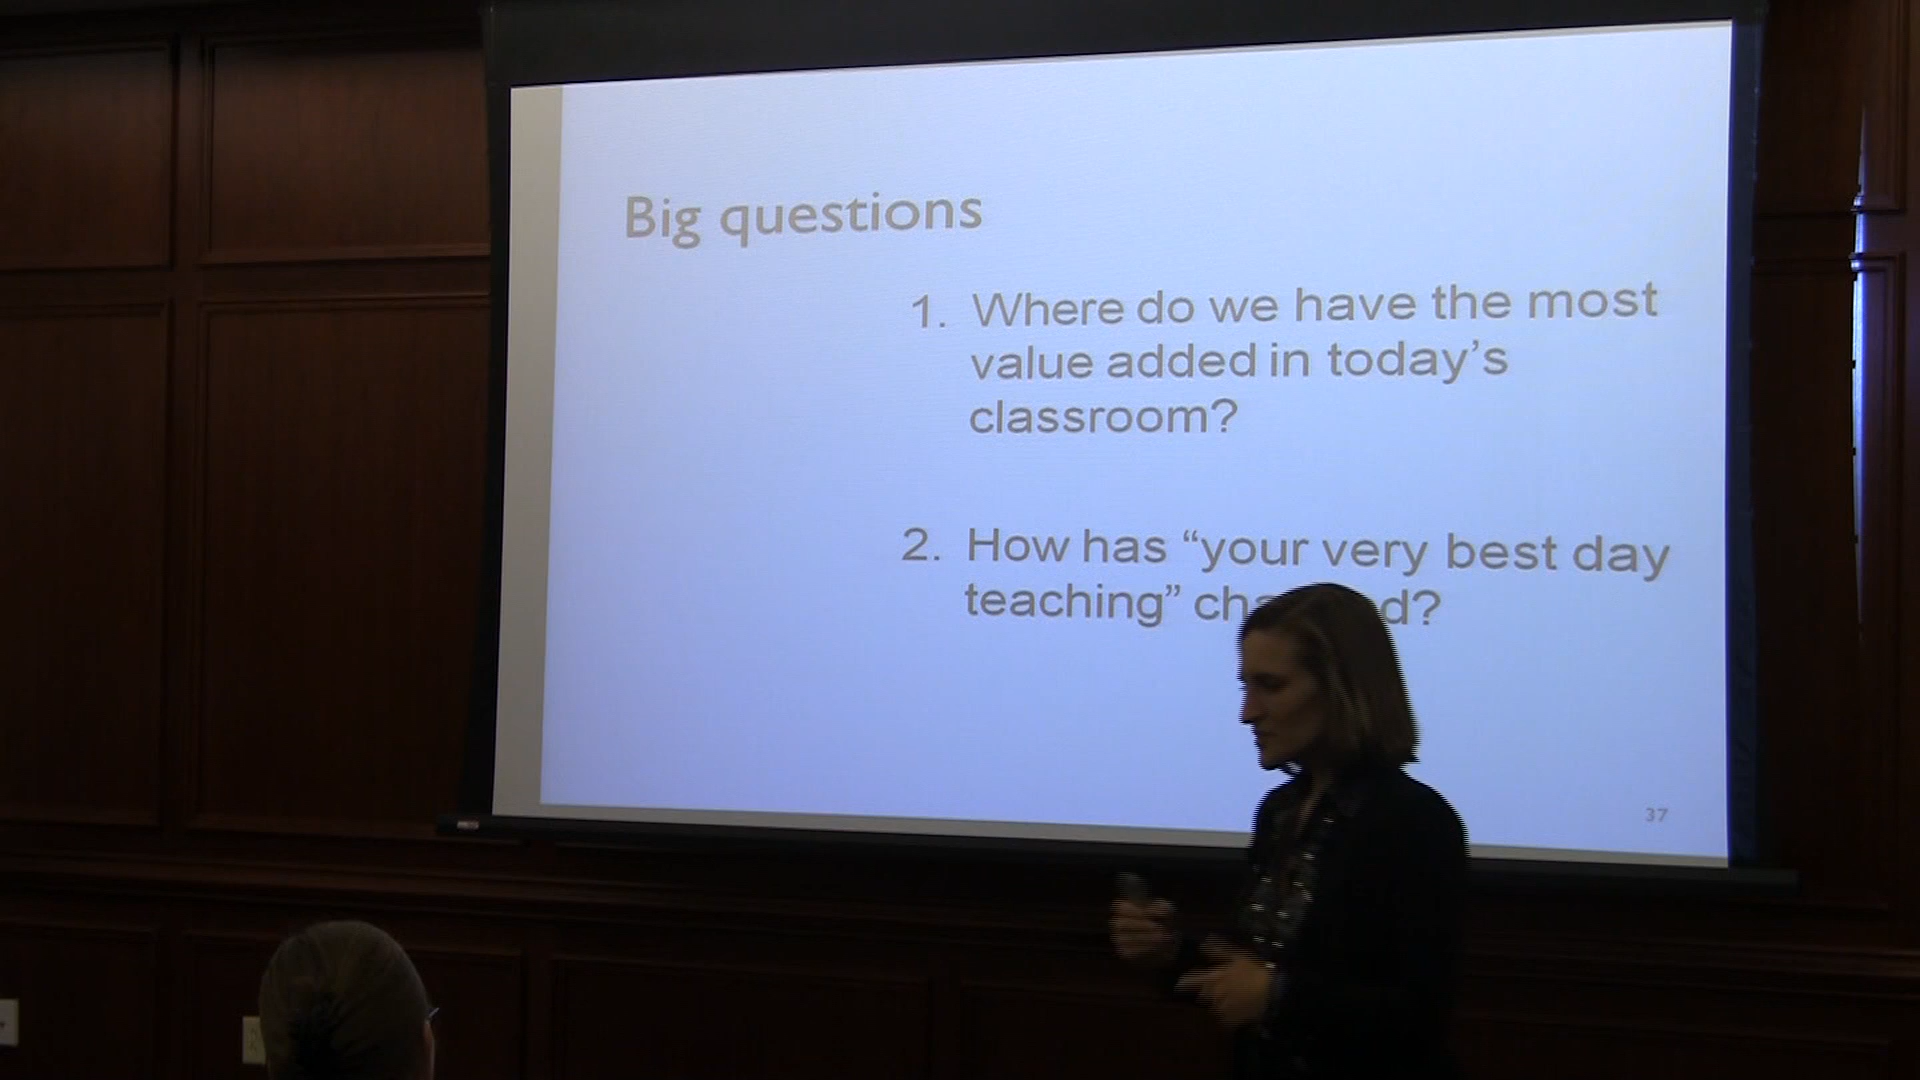 Big questions
1. Where do we have the most
value added in today’s
classroom?
2. How has “your very best day
teaching” d?
37